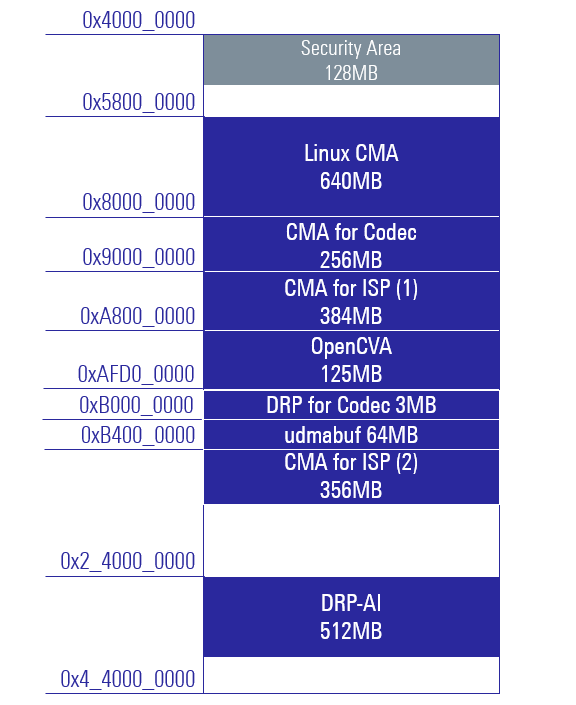 0x4000_0000
Security Area
128MB
0x5800_0000
Linux CMA
640MB
0x8000_0000
CMA for Codec
256MB
0x9000_0000
CMA for ISP (1)
384MB
0xA800_0000
OpenCVA
125MB
0xAFD0_0000
DRP for Codec 3MB
0xB000_0000
udmabuf 64MB
0xB400_0000
CMA for ISP (2)
356MB
0x2_4000_0000
DRP-AI
512MB
0x4_4000_0000